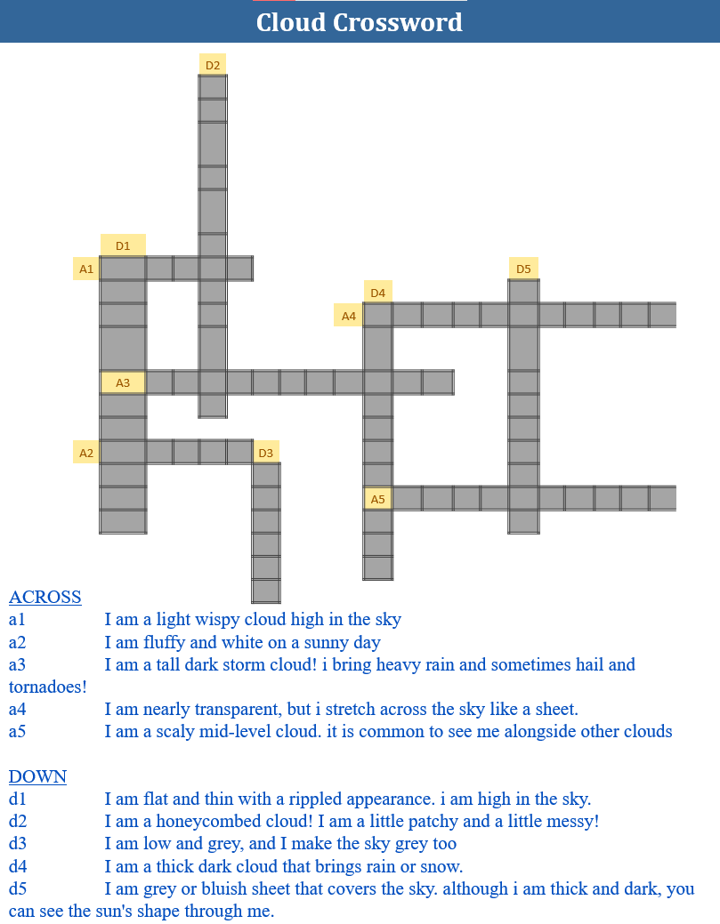 Cloud Crossword
D2
D1
A1
D5
D4
A4
A3
A2
D3
A5
ACROSS
a1 I am a light wispy cloud high in the sky
a2 I am fluffy and white on a sunny day
a3 I am a tall dark storm cloud! i bring heavy rain and sometimes hail and
tornadoes!
a4 I am nearly transparent, but i stretch across the sky like a sheet.
a5 I am a scaly mid-level cloud. it is common to see me alongside other clouds
DOWN
d1 I am flat and thin with a rippled appearance. i am high in the sky.
d2 I am a honeycombed cloud! I am a little patchy and a little messy!
d3 I am low and grey, and I make the sky grey too
d4 I am a thick dark cloud that brings rain or snow.
d5 I am grey or bluish sheet that covers the sky. although i am thick and dark, you
can see the sun's shape through me.